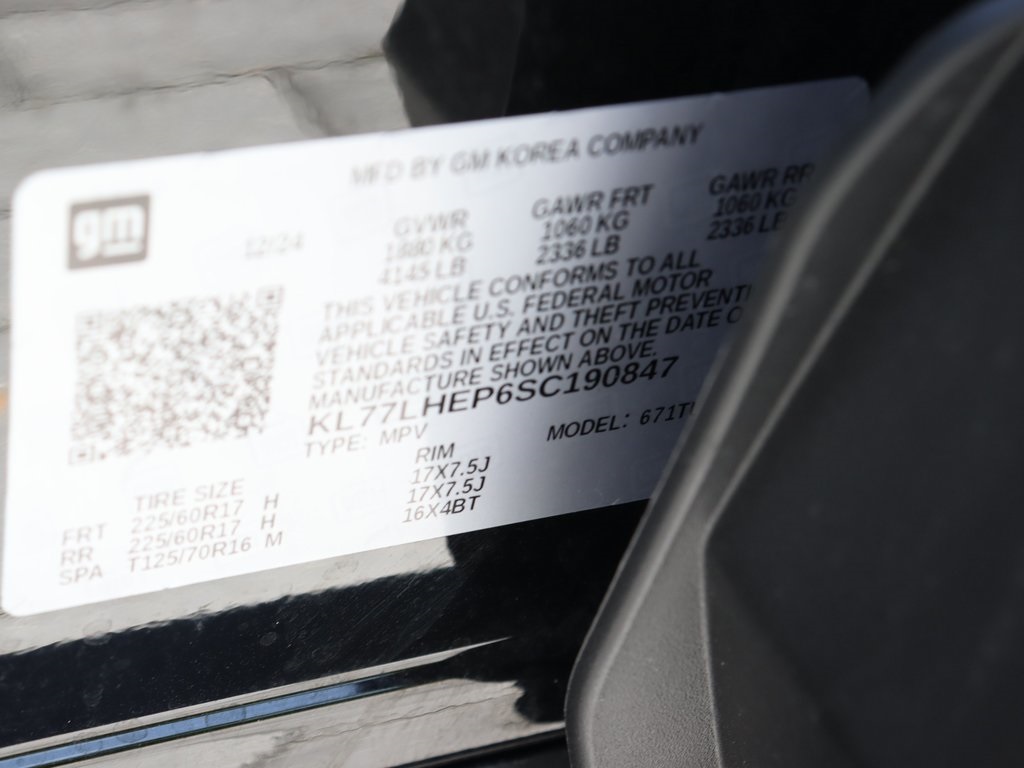 MFD BY GM KOREA COMPANY
gm
12/24
GVWR GAWR FRT GAWR RR
1880 KG 1060 KG 1060 KG
4145 LB 2336 LB 2336 LB
THIS VEHICLE CONFORMS TO ALL
APPLICABLE U.S. FEDERAL MOTOR
VEHICLE SAFETY AND THEFT PREVENTI
STANDARDS IN EFFECT ON THE DATE O
MANUFACTURE SHOWN ABOVE.
KL77LHEP6SC190847
TYPE: MPV MODEL: 671T
TIRE SIZE RIM
FRT 225/60R17 H 17X7.5J
RR 225/60R17 H 17X7.5J
SPA T125/70R16 M 16X4BT